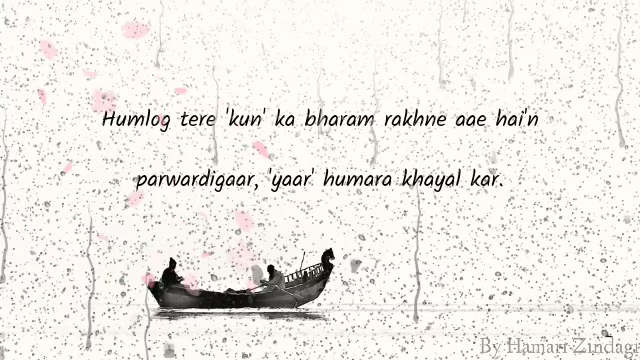 Humlog tere 'kun' ka bharam rakhne aae hai'n
parwardigaar, 'yaar' humara khayal kar.
By Hamari Zindagi